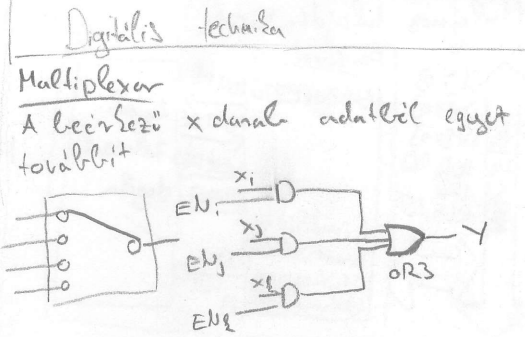 Digitális technika
Multiplexer
A beérkező x darab adatból egyet
továbbít
Xi
ENi
Xj
ENj
Xk
ENk
Y
OR3